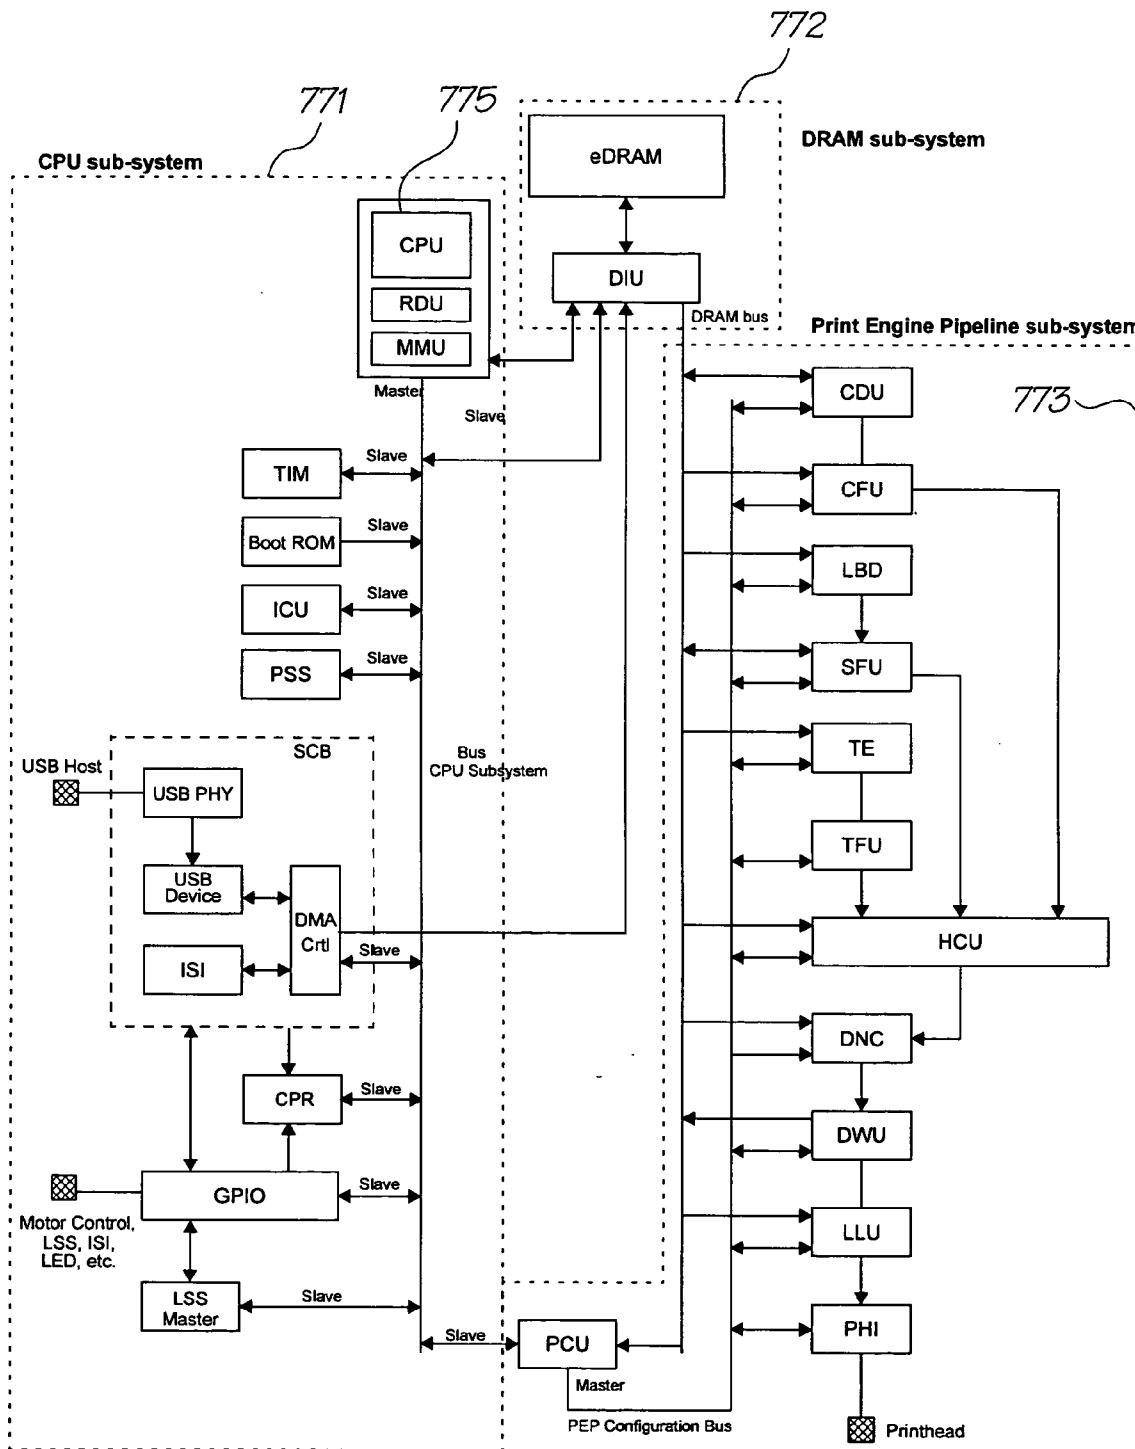 772
771
775
CPU sub-system
DRAM sub-system
eDRAM
CPU
DIU
RDU
DRAM bus
Print Engine Pipeline sub-system
MMU
Master
CDU
773
Slave
Slave
TIM
CFU
Slave
Boot ROM
LBD
Slave
ICU
Slave
PSS
SFU
SCB
Bus
CPU Subsystem
TE
USB Host
USB PHY
TFU
USB
Device
DMA
Crtl
HCU
Slave
ISI
DNC
Slave
CPR
DWU
Slave
GPIO
Motor Control,
LSS, ISI,
LED, etc.
LLU
LSS
Master
Slave
PHI
Slave
PCU
Master
PEP Configuration Bus
Printhead